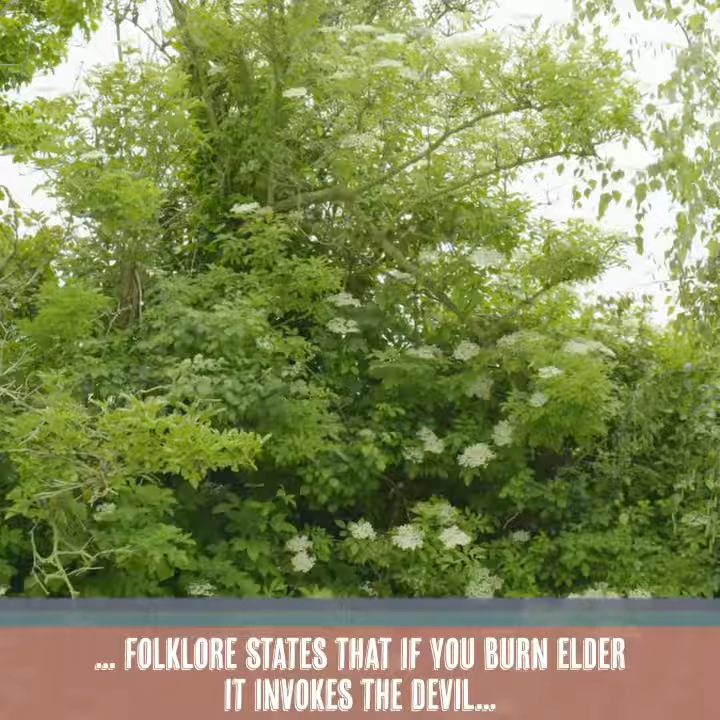 ... FOLKLORE STATES THAT IF YOU BURN ELDER
IT INVOKES THE DEVIL...